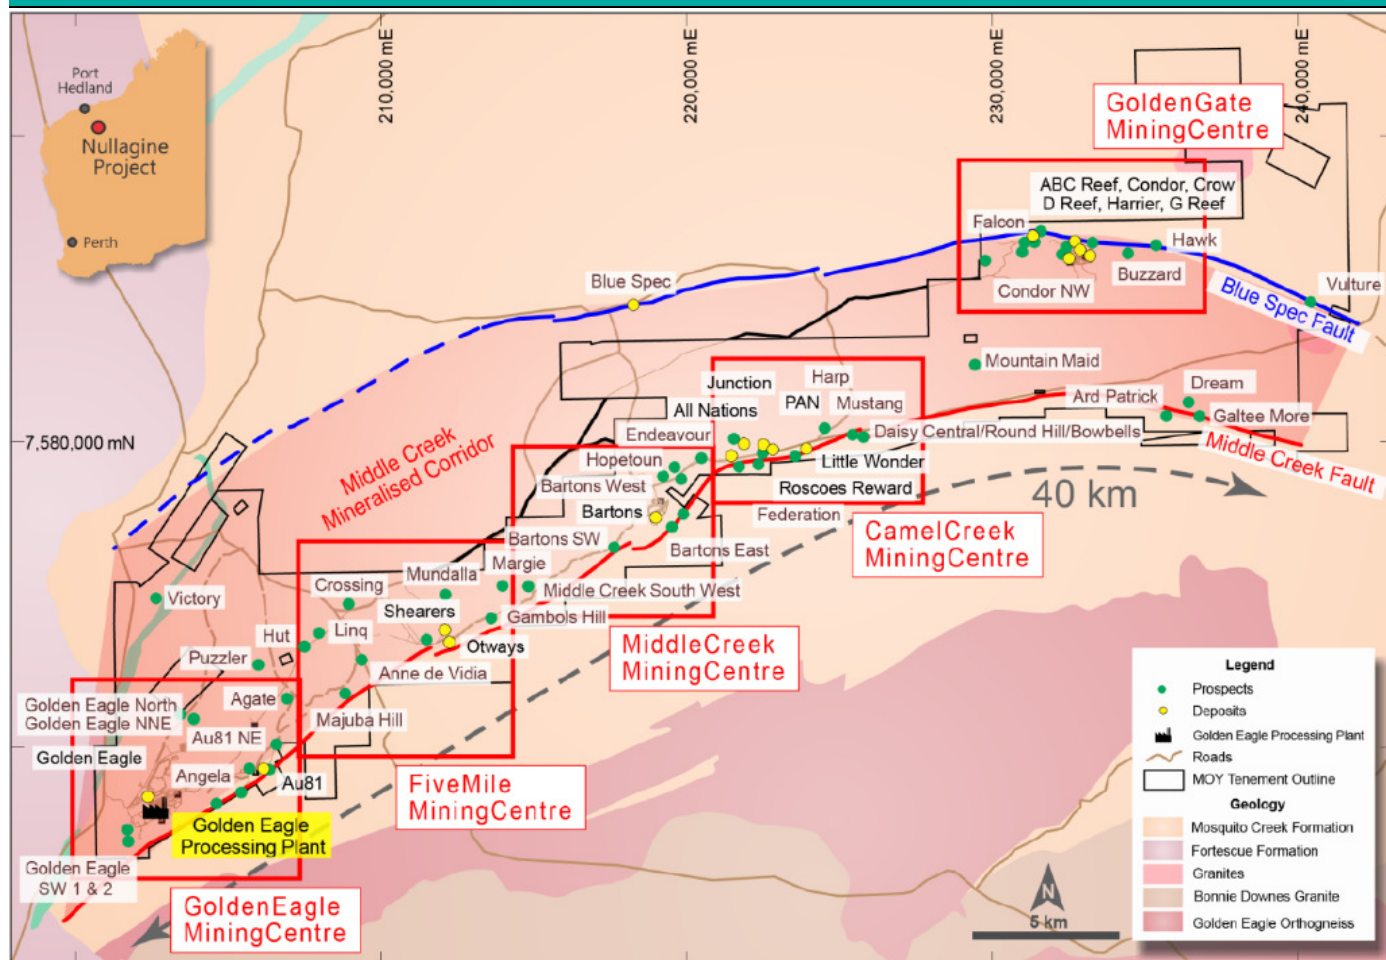 210,000 mE
220,000 mE
230,000 mE
240,000 mE
Port
Hedland
Nullagine
Project
Perth
GoldenGate
MiningCentre
ABC Reef, Condor, Crow
D Reef, Harrier, G Reef
Falcon
Hawk
Buzzard
Condor NW
Vulture
Blue Spec
Blue Spec Fault
Mountain Maid
Junction
Harp
All Nations
PAN
Mustang
Ard Patrick
Dream
Galtee More
Endeavour
Daisy Central/Round Hill/Bowbells
7,580,000 mN
Middle Creek
Mineralised Corridor
Hopetoun
Little Wonder
Middle Creek Fault
Bartons West
Roscoes Reward
40 km
Bartons
Federation
Bartons SW
Bartons East
CamelCreek
MiningCentre
Crossing
Mundalla
Margie
Victory
Shearers
Middle Creek South West
Gambols Hill
Hut
Linq
Otways
MiddleCreek
MiningCentre
Puzzler
Anne de Vidia
Agate
Golden Eagle North
Golden Eagle NNE
Majuba Hill
Au81 NE
Golden Eagle
Angela
Au81
FiveMile
MiningCentre
Golden Eagle
Processing Plant
Golden Eagle
SW 1 & 2
GoldenEagle
MiningCentre
Legend
Prospects
Deposits
Golden Eagle Processing Plant
Roads
MOY Tenement Outline
Geology
Mosquito Creek Formation
Fortescue Formation
Granites
Bonnie Downes Granite
Golden Eagle Orthogneiss
N
5 km